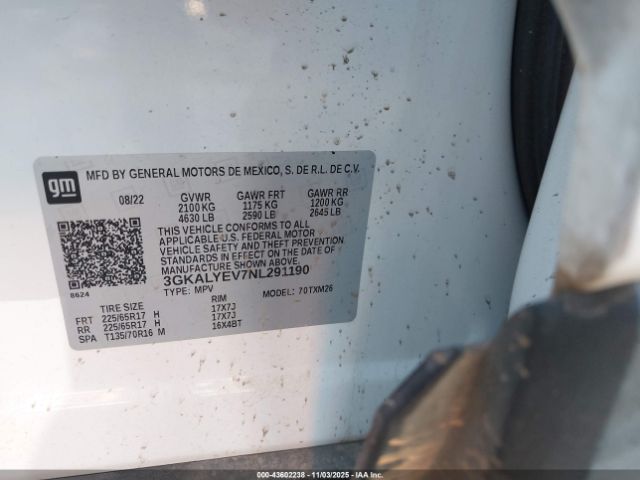 gm
MFD BY GENERAL MOTORS DE MEXICO, S. DE R.L. DE C.V.
08/22 GVWR GAWR FRT GAWR RR
2100 KG 1175 KG 1200 KG
4630 LB 2590 LB 2645 LB
THIS VEHICLE CONFORMS TO ALL
APPLICABLE U.S. FEDERAL MOTOR
VEHICLE SAFETY AND THEFT PREVENTION
STANDARDS IN EFFECT ON THE DATE OF
MANUFACTURE SHOWN ABOVE.
3GKALYEV7NL291190
8624
TYPE: MPV MODEL: 70TXM26
TIRE SIZE RIM
FRT 225/65R17 H 17X7J
RR 225/65R17 H 17X7J
SPA T135/70R16 M 16X4BT
000-43602238 - 11/03/2025 - IAAI.com